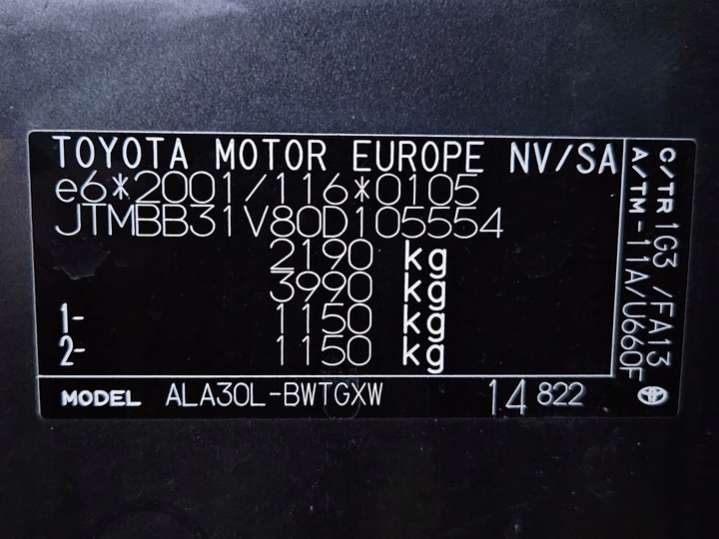 TOYOTA MOTOR EUROPE NV/SA
e6*2001/116*0105
JTMBB31V80D105554
2190 kg
3990 kg
1- 1150 kg
2- 1150 kg
MODEL ALA30L-BWTGXW 14 822
C/TR 1G3 /FA13
A/TM -11A/U660F